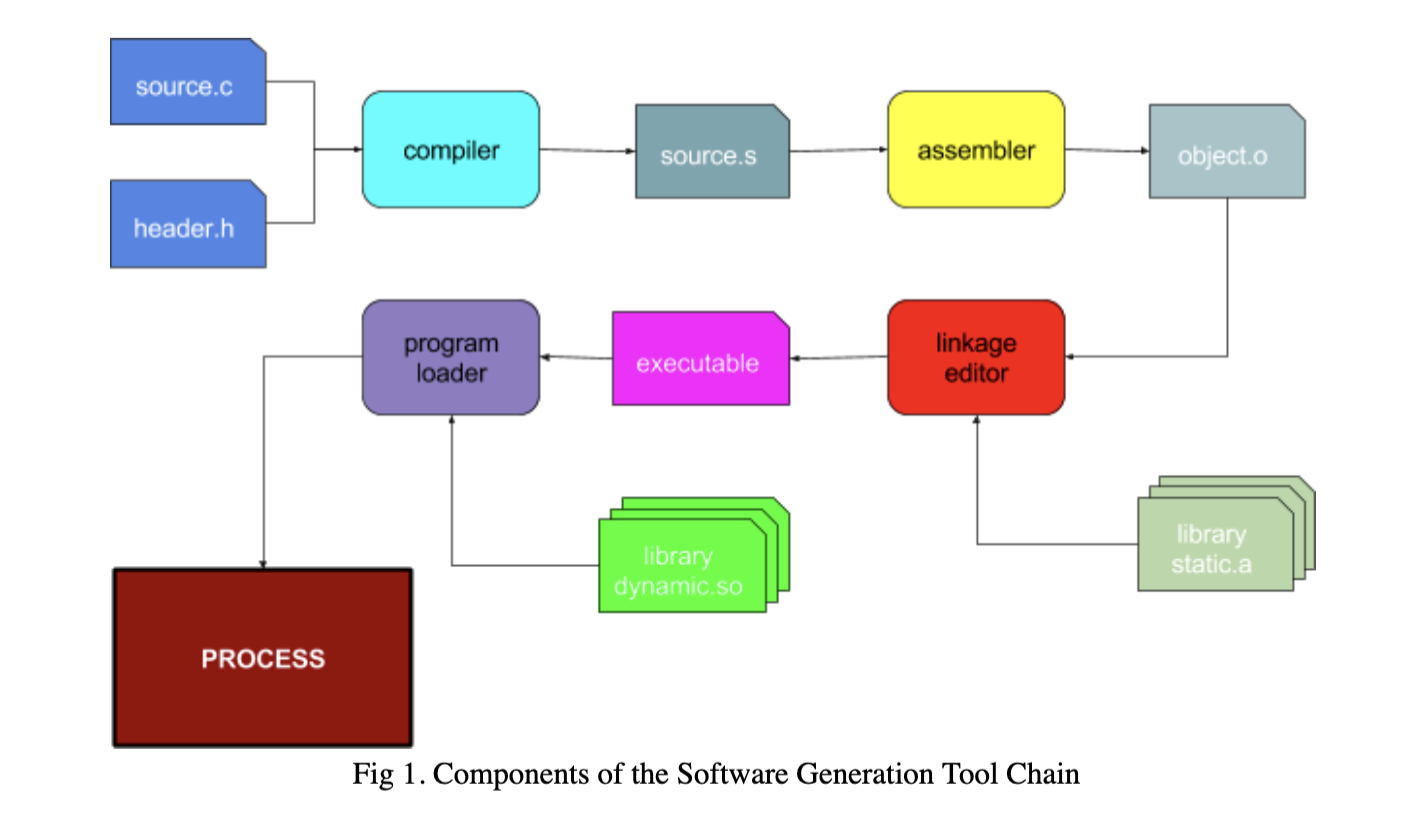 source.c
compiler
source.s
assembler
object.o
header.h
program
loader
executable
linkage
editor
library
dynamic.so
library
static.a
PROCESS
Fig 1. Components of the Software Generation Tool Chain